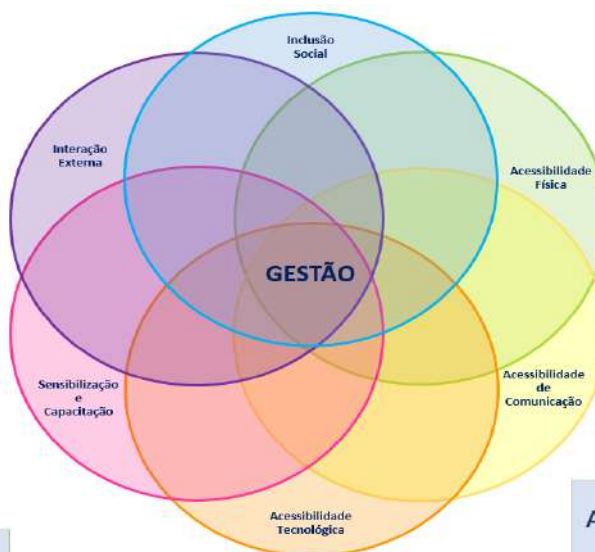 Inclusão
Social
Interação
Externa
Acessibilidade
Física
GESTÃO
Sensibilização
e
Capacitação
Acessibilidade
de
Comunicação
Acessibilidade
Tecnológica
A